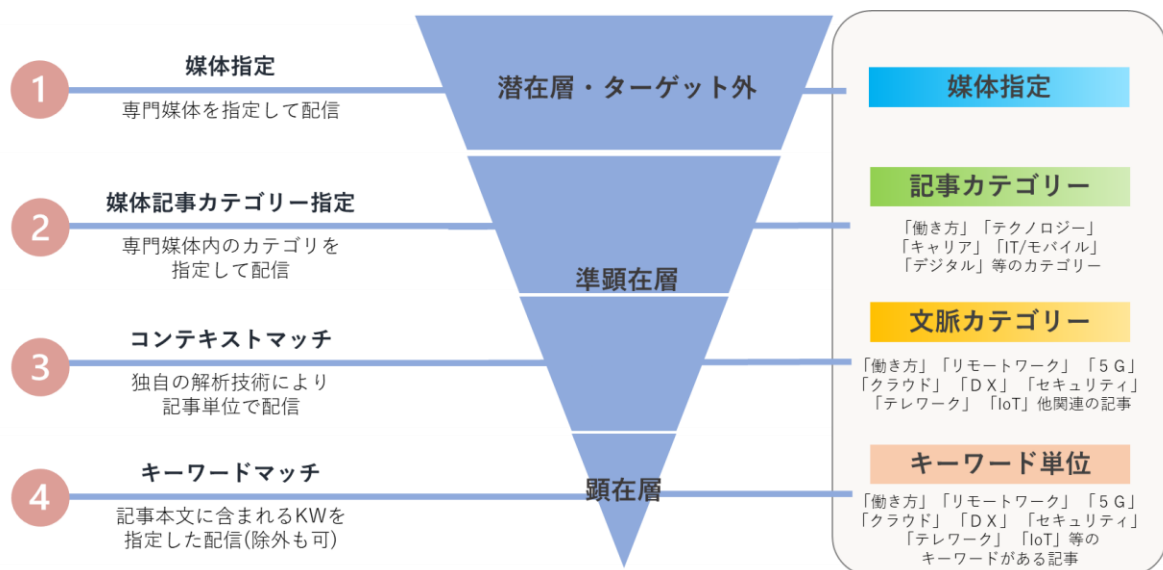 1
媒体指定
専門媒体を指定して配信
潜在層・ターゲット外
媒体指定
2
媒体記事カテゴリー指定
専門媒体内のカテゴリを
指定して配信
準顕在層
記事カテゴリー
「働き方」「テクノロジー」
「キャリア」「IT/モバイル」
「デジタル」等のカテゴリー
3
コンテキストマッチ
独自の解析技術により
記事単位で配信
文脈カテゴリー
「働き方」「リモートワーク」「５Ｇ」
「クラウド」「ＤＸ」「セキュリティ」
「テレワーク」「IoT」他関連の記事
4
キーワードマッチ
記事本文に含まれるKWを
指定した配信(除外も可)
顕在層
キーワード単位
「働き方」「リモートワーク」「５Ｇ」
「クラウド」「ＤＸ」「セキュリティ」
「テレワーク」「IoT」等の
キーワードがある記事